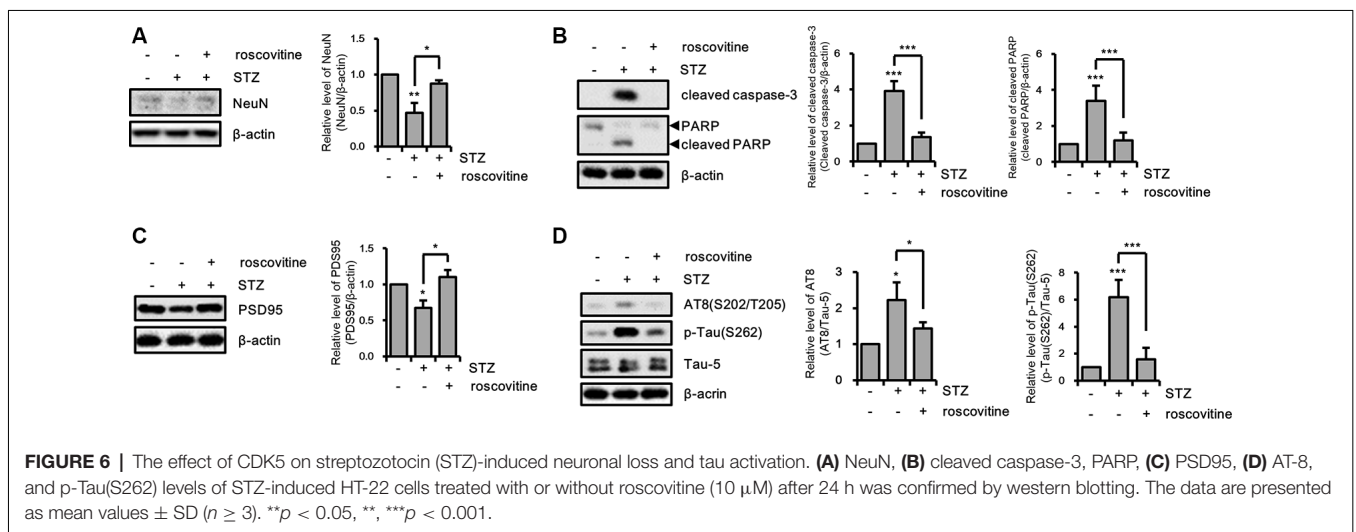 A
- - + roscovitine
- + + STZ
NeuN
β-actin
Relative level of NeuN
(NeuN/β-actin)
1.5
1.0
0.5
0.0
**
*
- + + STZ
- - + roscovitine
B
- - + roscovitine
- + + STZ
cleaved caspase-3
PARP
cleaved PARP
β-actin
Relative level of cleaved caspase-3
(Cleaved caspase-3/β-actin)
6
4
2
0
***
***
- + + STZ
- - + roscovitine
Relative level of cleaved PARP
(cleaved PARP/β-actin)
6
4
2
0
***
***
- + + STZ
- - + roscovitine
C
- - + roscovitine
- + + STZ
PSD95
β-actin
Relative level of PDS95
(PDS95/β-actin)
1.5
1.0
0.5
0.0
*
*
- + + STZ
- - + roscovitine
D
- - + roscovitine
- + + STZ
AT8(S202/T205)
p-Tau(S262)
Tau-5
β-acrin
Relative level of AT
(AT8/Tau-5)
3
2
1
0
*
*
- + + STZ
- - + roscovitine
Relative level of p-Tau(S262)
(p-Tau(S262)/Tau-5)
8
6
4
2
0
***
***
- + + STZ
- - + roscovitine
FIGURE 6 | The effect of CDK5 on streptozotocin (STZ)-induced neuronal loss and tau activation. (A) NeuN, (B) cleaved caspase-3, PARP, (C) PSD95, (D) AT-8,
and p-Tau(S262) levels of STZ-induced HT-22 cells treated with or without roscovitine (10 μM) after 24 h was confirmed by western blotting. The data are presented
as mean values ± SD (n ≥ 3). **p < 0.05, **, ***p < 0.001.